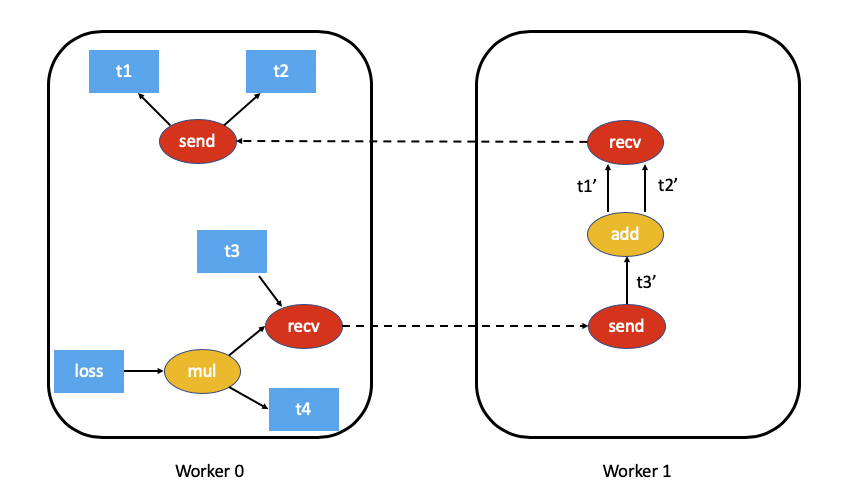 t1
t2
send
recv
t1’
t2’
add
t3
t3’
recv
send
loss
mul
t4
Worker 0
Worker 1